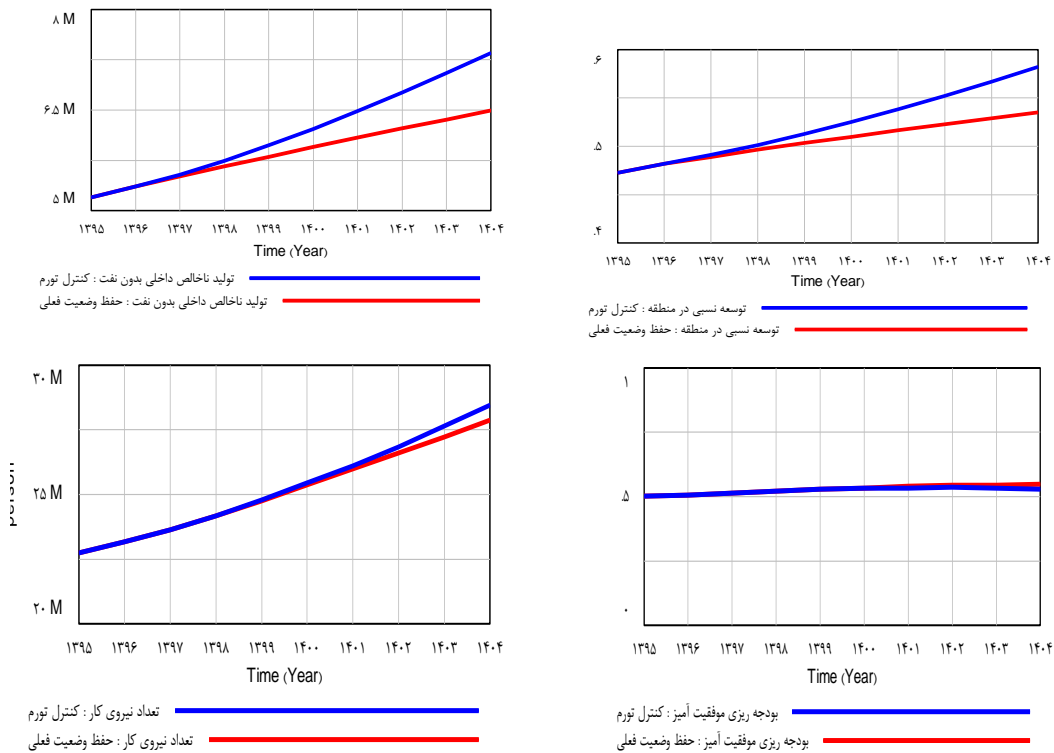 ۸ M
۶.۵ M
۵ M
۱۳۹۵ ۱۳۹۶ ۱۳۹۷ ۱۳۹۸ ۱۳۹۹ ۱۴۰۰ ۱۴۰۱ ۱۴۰۲ ۱۴۰۳ ۱۴۰۴
Time (Year)
تولید ناخالص داخلی بدون نفت : کنترل تورم
تولید ناخالص داخلی بدون نفت : حفظ وضعیت فعلی
.۶
.۵
.۴
۱۳۹۵ ۱۳۹۶ ۱۳۹۷ ۱۳۹۸ ۱۳۹۹ ۱۴۰۰ ۱۴۰۱ ۱۴۰۲ ۱۴۰۳ ۱۴۰۴
Time (Year)
توسعه نسبی در منطقه : کنترل تورم
توسعه نسبی در منطقه : حفظ وضعیت فعلی
۳۰ M
۲۵ M
۲۰ M
person
۱۳۹۵ ۱۳۹۶ ۱۳۹۷ ۱۳۹۸ ۱۳۹۹ ۱۴۰۰ ۱۴۰۱ ۱۴۰۲ ۱۴۰۳ ۱۴۰۴
Time (Year)
تعداد نیروی کار : کنترل تورم
تعداد نیروی کار : حفظ وضعیت فعلی
۱
.۵
۰
۱۳۹۵ ۱۳۹۶ ۱۳۹۷ ۱۳۹۸ ۱۳۹۹ ۱۴۰۰ ۱۴۰۱ ۱۴۰۲ ۱۴۰۳ ۱۴۰۴
Time (Year)
بودجه ریزی موفقیت آمیز : کنترل تورم
بودجه ریزی موفقیت آمیز : حفظ وضعیت فعلی